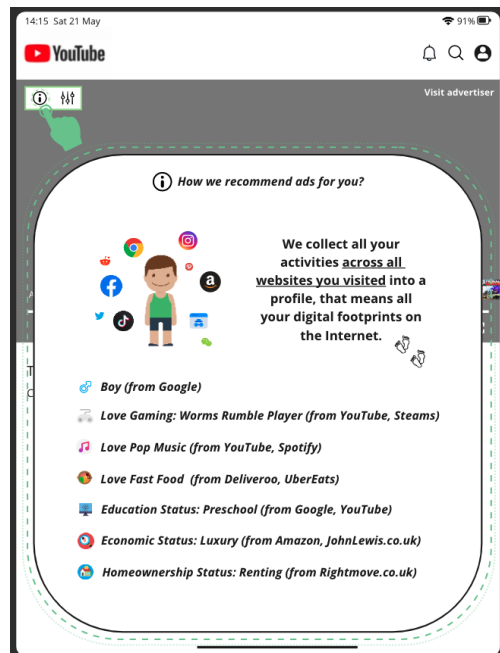 14:15 Sat 21 May
91%
YouTube
Visit advertiser
How we recommend ads for you?
We collect all your
activities across all
websites you visited into a
profile, that means all
your digital footprints on
the Internet.
Boy (from Google)
Love Gaming: Worms Rumble Player (from YouTube, Steams)
Love Pop Music (from YouTube, Spotify)
Love Fast Food (from Deliveroo, UberEats)
Education Status: Preschool (from Google, YouTube)
Economic Status: Luxury (from Amazon, JohnLewis.co.uk)
Homeownership Status: Renting (from Rightmove.co.uk)